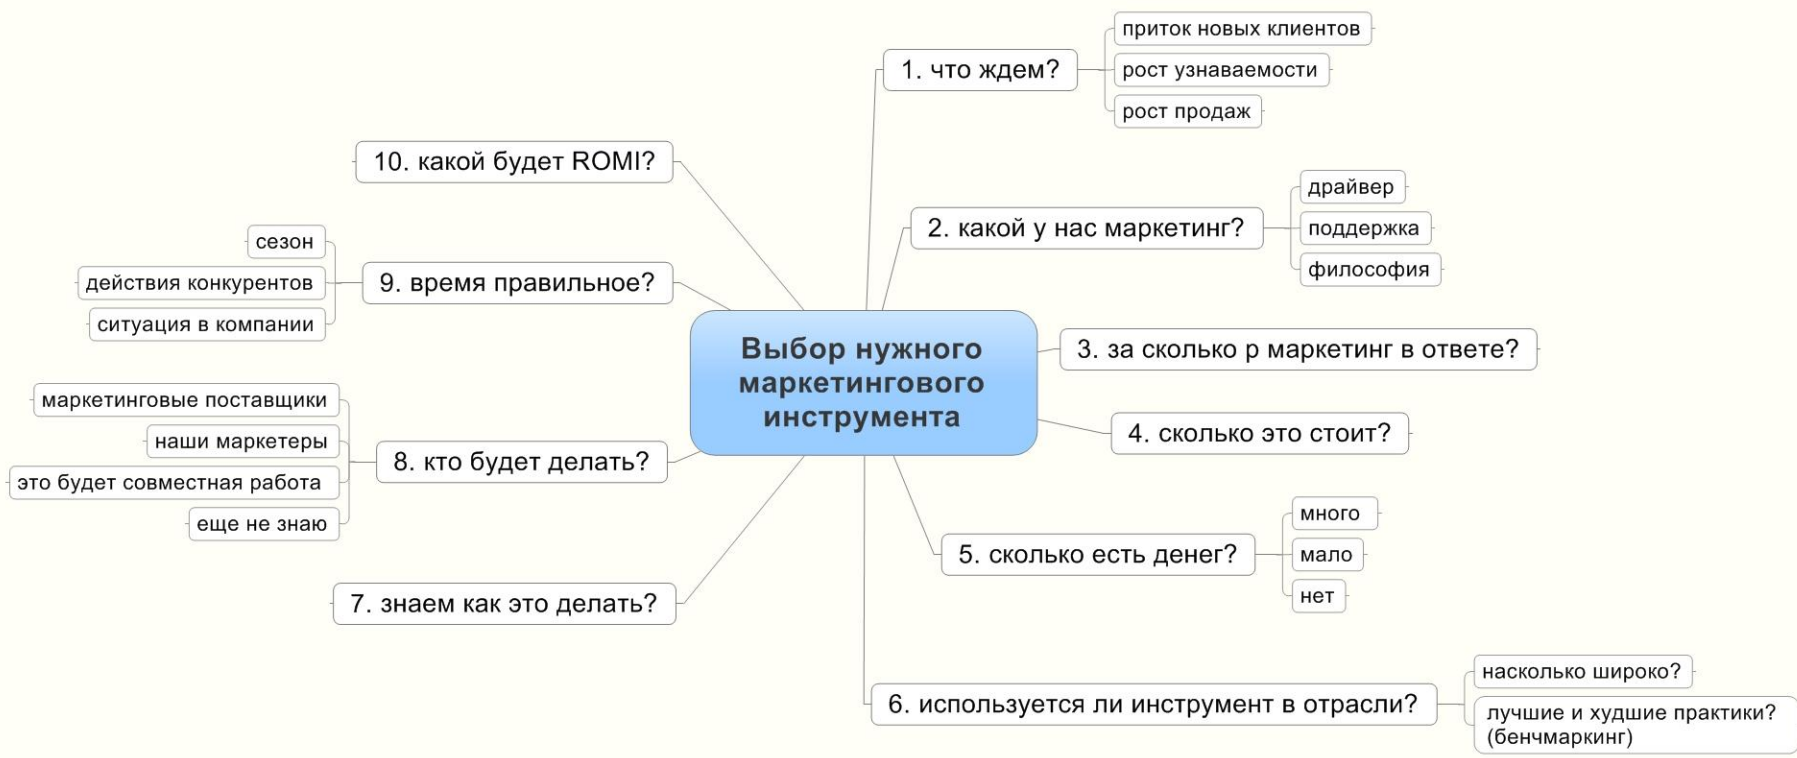 Выбор нужного
маркетингового
инструмента
1. что ждем?
приток новых клиентов
рост узнаваемости
рост продаж
2. какой у нас маркетинг?
драйвер
поддержка
философия
3. за сколько р маркетинг в ответе?
4. сколько это стоит?
5. сколько есть денег?
много
мало
нет
6. используется ли инструмент в отрасли?
насколько широко?
лучшие и худшие практики?
(бенчмаркинг)
7. знаем как это делать?
8. кто будет делать?
маркетинговые поставщики
наши маркетеры
это будет совместная работа
еще не знаю
9. время правильное?
сезон
действия конкурентов
ситуация в компании
10. какой будет ROMI?